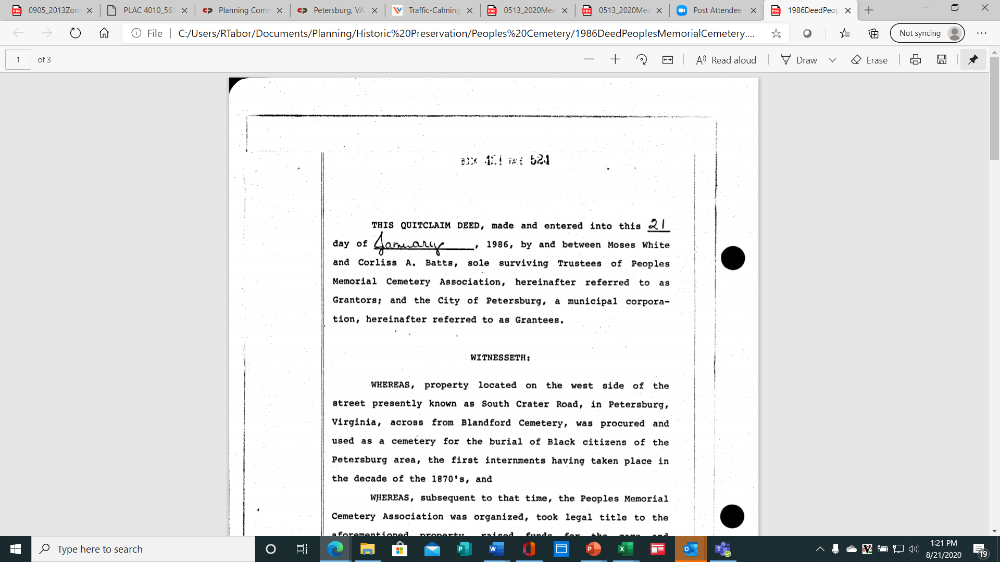 0905_2013Zoni
PLAC 4010_561
Planning Comm
Petersburg, VA
Traffic-Calming
0513_2020Mee
0513_2020Mee
Post Attendee
1986DeedPeop
File
C:/Users/RTabor/Documents/Planning/Historic%20Preservation/Peoples%20Cemetery/1986DeedPeoplesMemorialCemetery....
Not syncing
1 of 3
Read aloud
Draw
Erase
524
THIS QUITCLAIM DEED, made and entered into this 21
day of January, 1986, by and between Moses White
and Corliss A. Batts, sole surviving Trustees of Peoples
Memorial Cemetery Association, hereinafter referred to as
Grantors; and the City of Petersburg, a municipal corpora-
tion, hereinafter referred to as Grantees.
WITNESSETH:
WHEREAS, property located on the west side of the
street presently known as South Crater Road, in Petersburg,
Virginia, across from Blandford Cemetery, was procured and
used as a cemetery for the burial of Black citizens of the
Petersburg area, the first internments having taken place in
the decade of the 1870's, and
WHEREAS, subsequent to that time, the Peoples Memorial
Cemetery Association was organized, took legal title to the
aforementioned property, raised funds for the care and
Type here to search
1:21 PM
8/21/2020
19